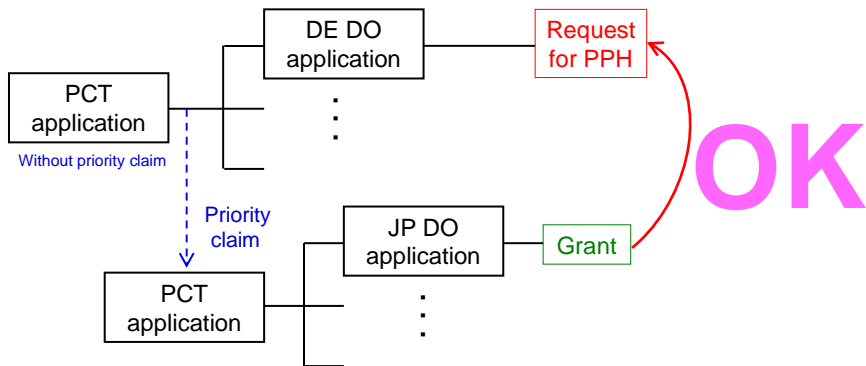 DE DO
application
Request
for PPH
PCT
application
Without priority claim
OK
Priority
claim
JP DO
application
Grant
PCT
application